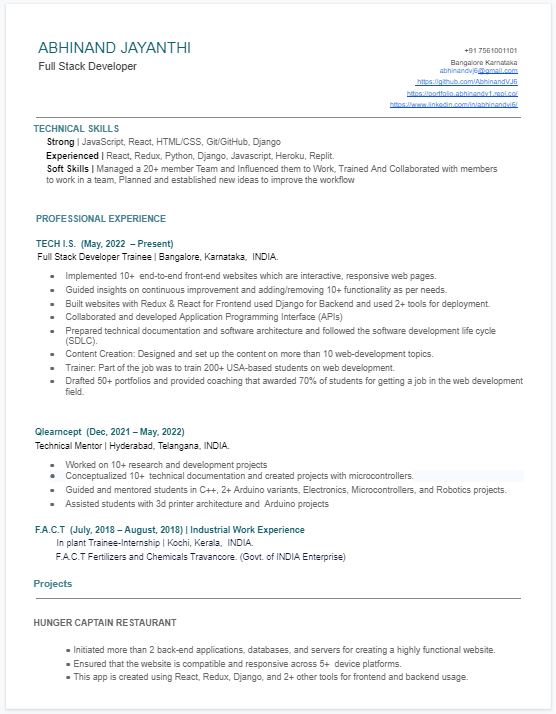 ABHINAND JAYANTHI
Full Stack Developer
+91 7561001101
Bangalore Karnataka
abhinandvj6@gmail.com
https://github.com/AbhinandVJ6
https://portfolio.abhinandv1.repl.co/
https://www.linkedin.com/in/abhinandvj6/
TECHNICAL SKILLS
Strong | JavaScript, React, HTML/CSS, Git/GitHub, Django
Experienced | React, Redux, Python, Django, Javascript, Heroku, Replit.
Soft Skills | Managed a 20+ member Team and Influenced them to Work, Trained And Collaborated with members
to work in a team, Planned and established new ideas to improve the workflow
PROFESSIONAL EXPERIENCE
TECH I.S. (May, 2022 – Present)
Full Stack Developer Trainee | Bangalore, Karnataka, INDIA.
• Implemented 10+ end-to-end front-end websites which are interactive, responsive web pages.
• Guided insights on continuous improvement and adding/removing 10+ functionality as per needs.
• Built websites with Redux & React for Frontend used Django for Backend and used 2+ tools for deployment.
• Collaborated and developed Application Programming Interface (APIs)
• Prepared technical documentation and software architecture and followed the software development life cycle
(SDLC).
• Content Creation: Designed and set up the content on more than 10 web-development topics.
• Trainer: Part of the job was to train 200+ USA-based students on web development.
• Drafted 50+ portfolios and provided coaching that awarded 70% of students for getting a job in the web development
field.
Qlearncept (Dec, 2021 – May, 2022)
Technical Mentor | Hyderabad, Telangana, INDIA.
• Worked on 10+ research and development projects
• Conceptualized 10+ technical documentation and created projects with microcontrollers.
• Guided and mentored students in C++, 2+ Arduino variants, Electronics, Microcontrollers, and Robotics projects.
• Assisted students with 3d printer architecture and Arduino projects
F.A.C.T (July, 2018 – August, 2018) | Industrial Work Experience
In plant Trainee-Internship | Kochi, Kerala, INDIA.
F.A.C.T Fertilizers and Chemicals Travancore. (Govt. of INDIA Enterprise)
Projects
HUNGER CAPTAIN RESTAURANT
• Initiated more than 2 back-end applications, databases, and servers for creating a highly functional website.
• Ensured that the website is compatible and responsive across 5+ device platforms.
• This app is created using React, Redux, Django, and 2+ other tools for frontend and backend usage.